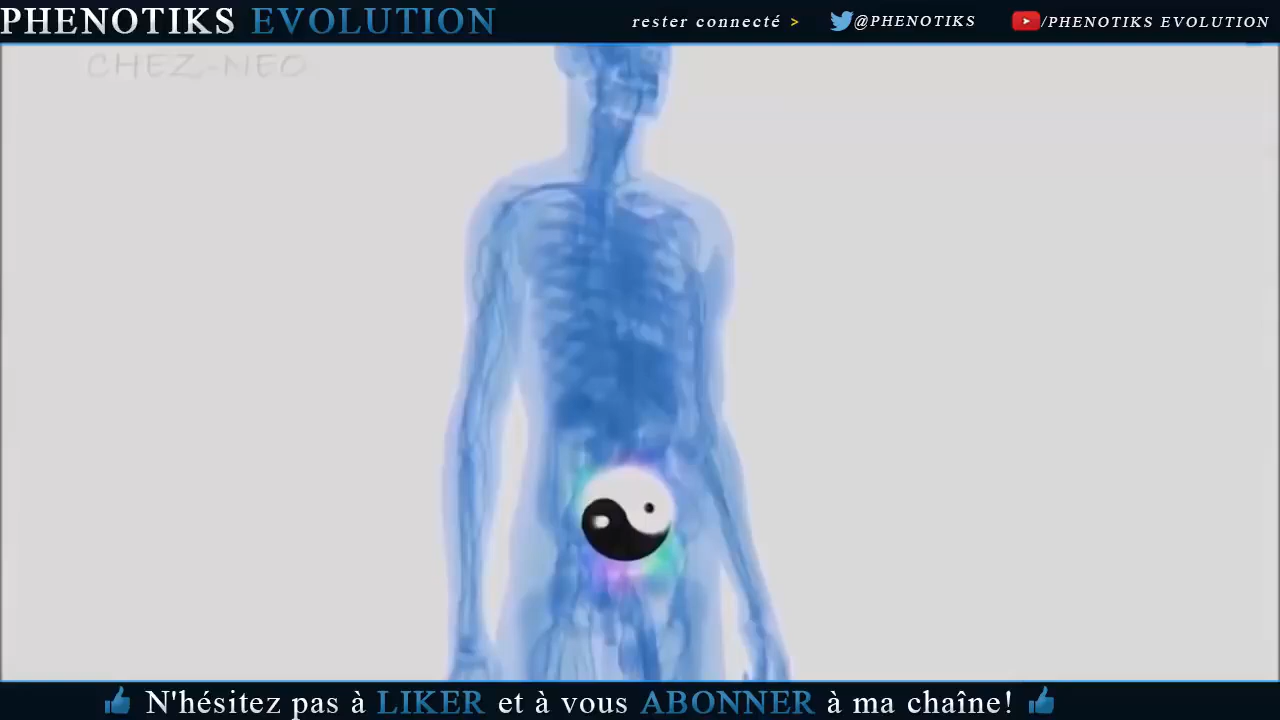 PHENOTIKS EVOLUTION
rester connecté >
@PHENOTIKS
/PHENOTIKS EVOLUTION
CHEZ-NEO
N'hésitez pas à LIKER et à vous ABONNER à ma chaîne!